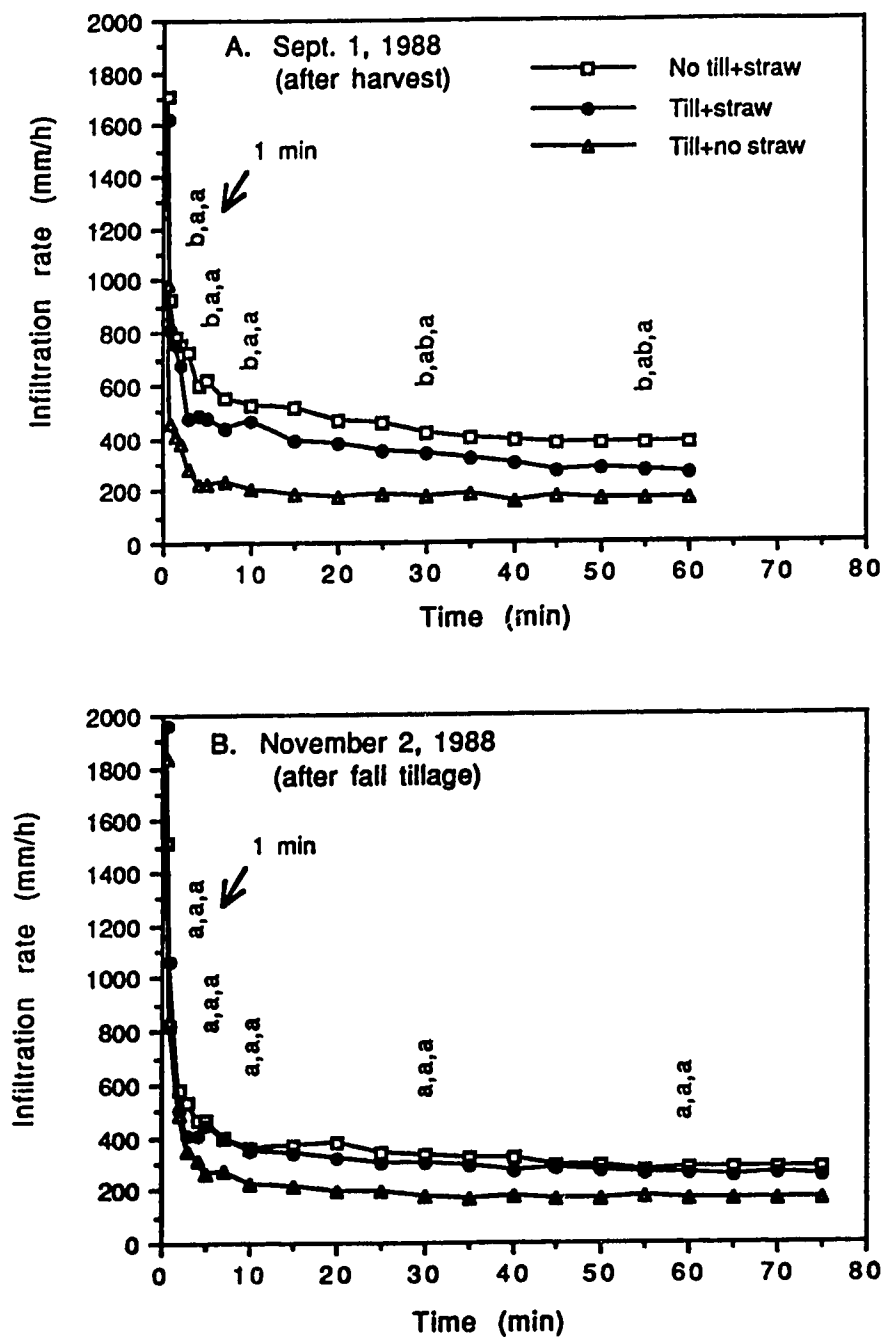 2000
1800
1600
1400
1200
1000
800
600
400
200
0
Infiltration rate (mm/h)
A. Sept. 1, 1988
(after harvest)
No till+straw
Till+straw
Till+no straw
1 min
b,a,a
b,a,a
b,a,a
b,ab,a
b,ab,a
0 10 20 30 40 50 60 70 80
Time (min)
2000
1800
1600
1400
1200
1000
800
600
400
200
0
Infiltration rate (mm/h)
B. November 2, 1988
(after fall tillage)
1 min
a,a,a
a,a,a
a,a,a
a,a,a
a,a,a
0 10 20 30 40 50 60 70 80
Time (min)